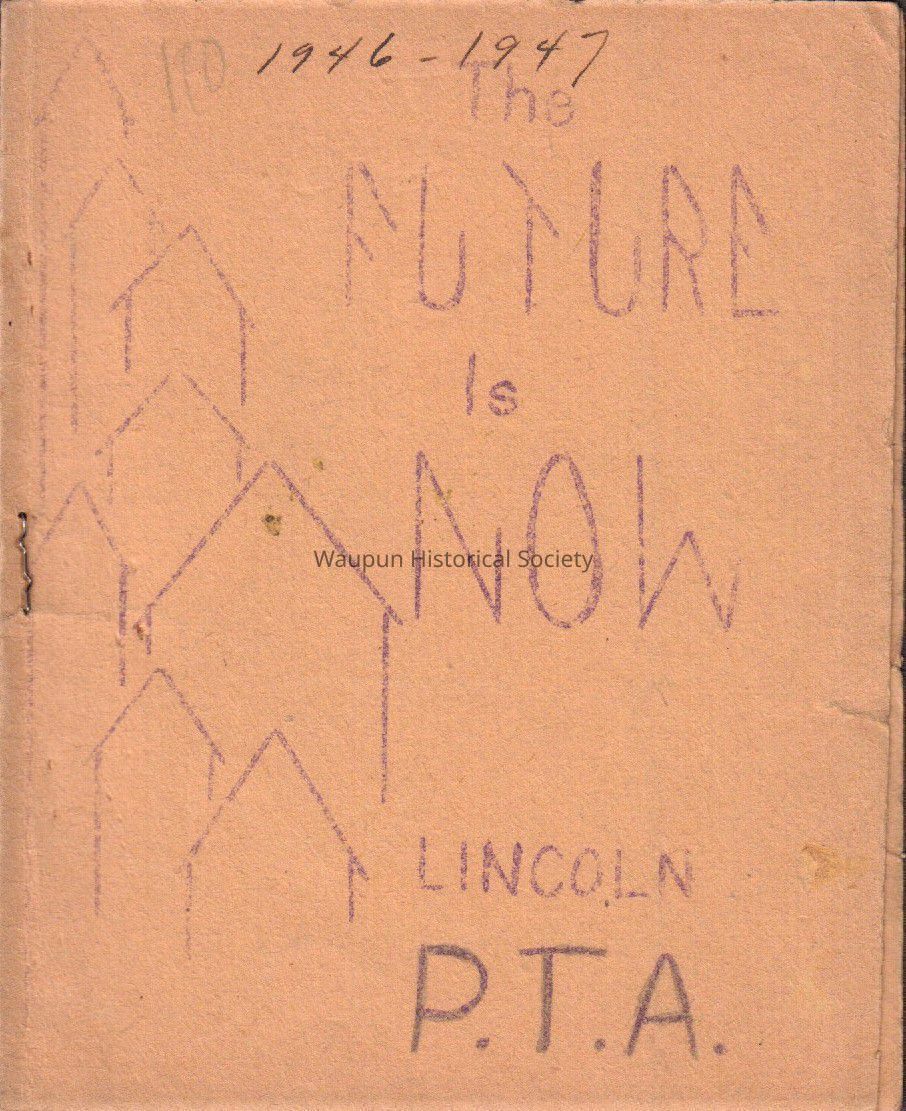 1946-1947
The
FUTURE
Is
NOW
Waupun Historical Society
LINCOLN
P.T.A.